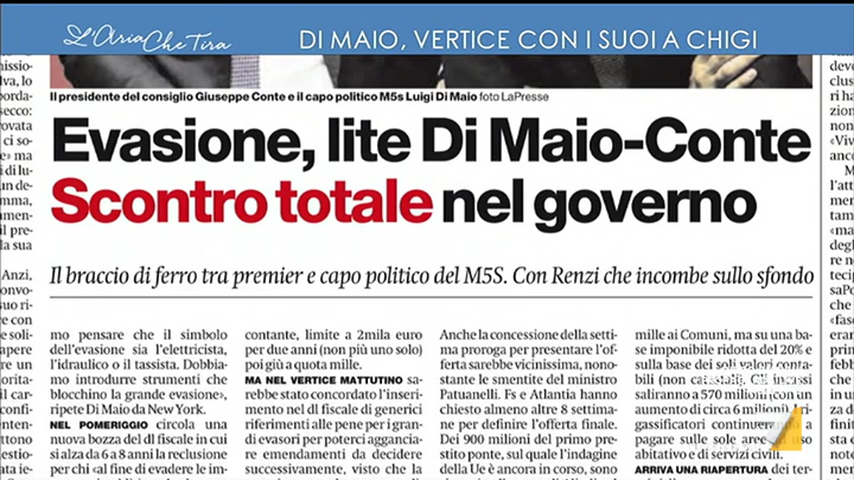 L'Aria Che Tira
DI MAIO, VERTICE CON I SUOI A CHIGI
Il presidente del consiglio Giuseppe Conte e il capo politico M5s Luigi Di Maio foto LaPresse
Evasione, lite Di Maio-Conte
Scontro totale nel governo
Il braccio di ferro tra premier e capo politico del M5S. Con Renzi che incombe sullo sfondo
mo pensare che il simbolo
dell'evasione sia l'elettricista,
l'idraulico o il tassista. Dobbia-
mo introdurre strumenti che
blocchino la grande evasione»,
ripete Di Maio da New York.
NEL POMERIGGIO circola una
nuova bozza del dl fiscale in cui
si alza da 6 a 8 anni la reclusione
per chi «al fine di evadere le im-
contante, limite a 2mila euro
per due anni (non più uno solo)
poi giù a quota mille.
MA NEL VERTICE MATTUTINO sa-
rebbe stato concordato l'inseri-
mento nel dl fiscale di generici
riferimenti alle pene per i gran-
di evasori per poterci aggancia-
re emendamenti da decidere
successivamente, visto che la
Anche la concessione della setti-
ma proroga per presentare l'of-
ferta sarebbe vicinissima, non-
ostante le smentite del ministro
Patuanelli. Fs e Atlantia hanno
chiesto almeno altre 8 settima-
ne per definire l'offerta finale.
Dei 900 milioni del primo pre-
stito ponte, sul quale l'indagine
della Ue è ancora in corso, sono
mille ai Comuni, ma su una ba-
se imponibile ridotta del 20% e
sulla base dei soli valori conta-
bili (non catastali). Gli incassi
saliranno a 570 milioni (con un
aumento di circa 6 milioni). I ri-
gassificatori continueranno a
pagare sulle sole aree ad uso
abitativo e di servizi civili.
ARRIVA UNA RIAPERTURA dei ter-